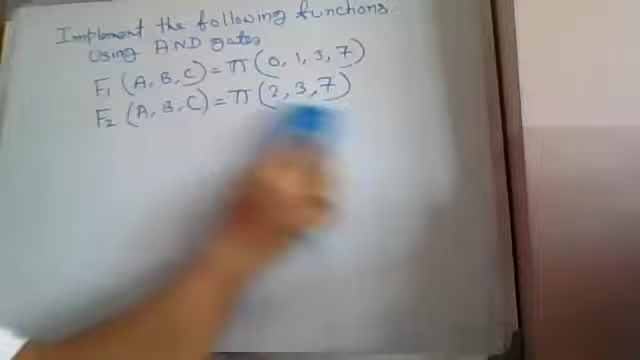 Implement the following functions
using AND gates
F₁ (A, B, C) = π (0, 1, 3, 7)
F₂ (A, B, C) = π (2, 3, 7)